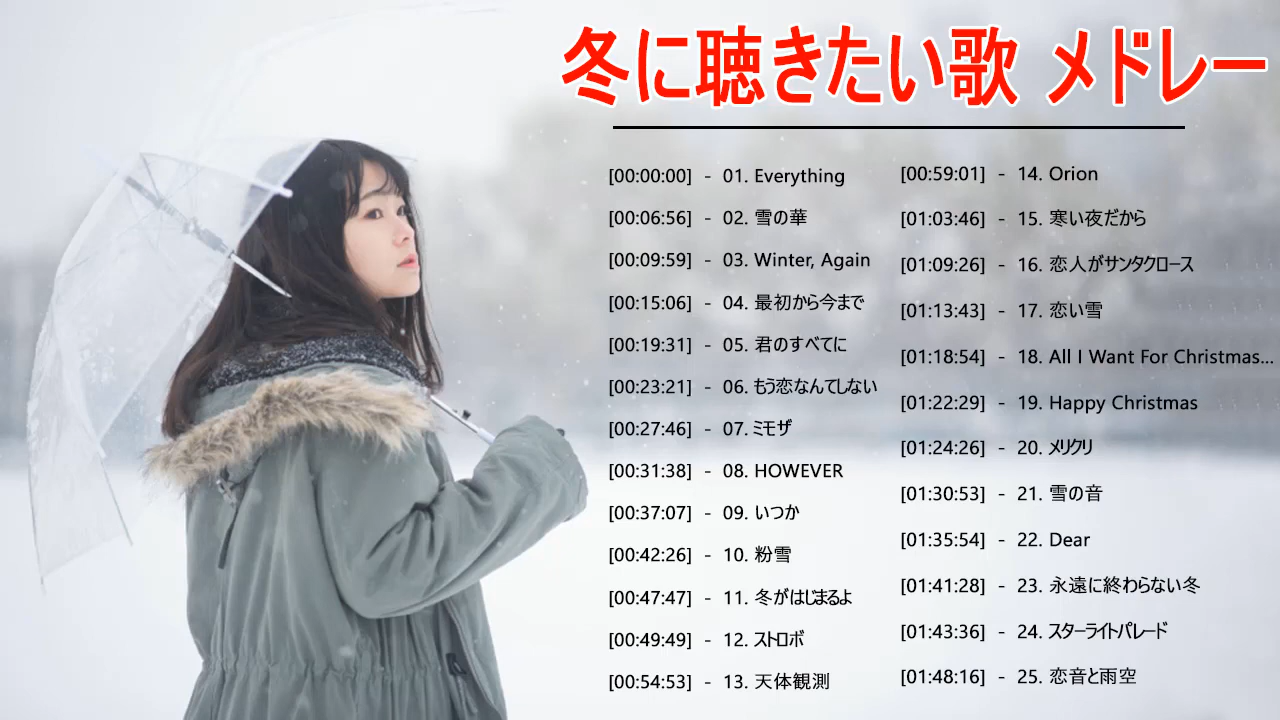 冬に聴きたい歌 メドレー
[00:00:00] - 01. Everything
[00:06:56] - 02. 雪の華
[00:09:59] - 03. Winter, Again
[00:15:06] - 04. 最初から今まで
[00:19:31] - 05. 君のすべてに
[00:23:21] - 06. もう恋なんてしない
[00:27:46] - 07. ミモザ
[00:31:38] - 08. HOWEVER
[00:37:07] - 09. いつか
[00:42:26] - 10. 粉雪
[00:47:47] - 11. 冬がはじまるよ
[00:49:49] - 12. ストロボ
[00:54:53] - 13. 天体観測
[00:59:01] - 14. Orion
[01:03:46] - 15. 寒い夜だから
[01:09:26] - 16. 恋人がサンタクロース
[01:13:43] - 17. 恋い雪
[01:18:54] - 18. All I Want For Christmas...
[01:22:29] - 19. Happy Christmas
[01:24:26] - 20. メリクリ
[01:30:53] - 21. 雪の音
[01:35:54] - 22. Dear
[01:41:28] - 23. 永遠に終わらない冬
[01:43:36] - 24. スターライトパレード
[01:48:16] - 25. 恋音と雨空